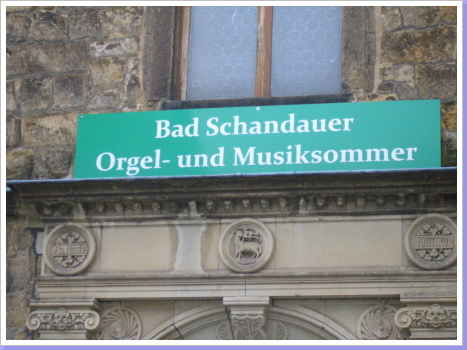 Bad Schandauer
Orgel- und Musiksommer